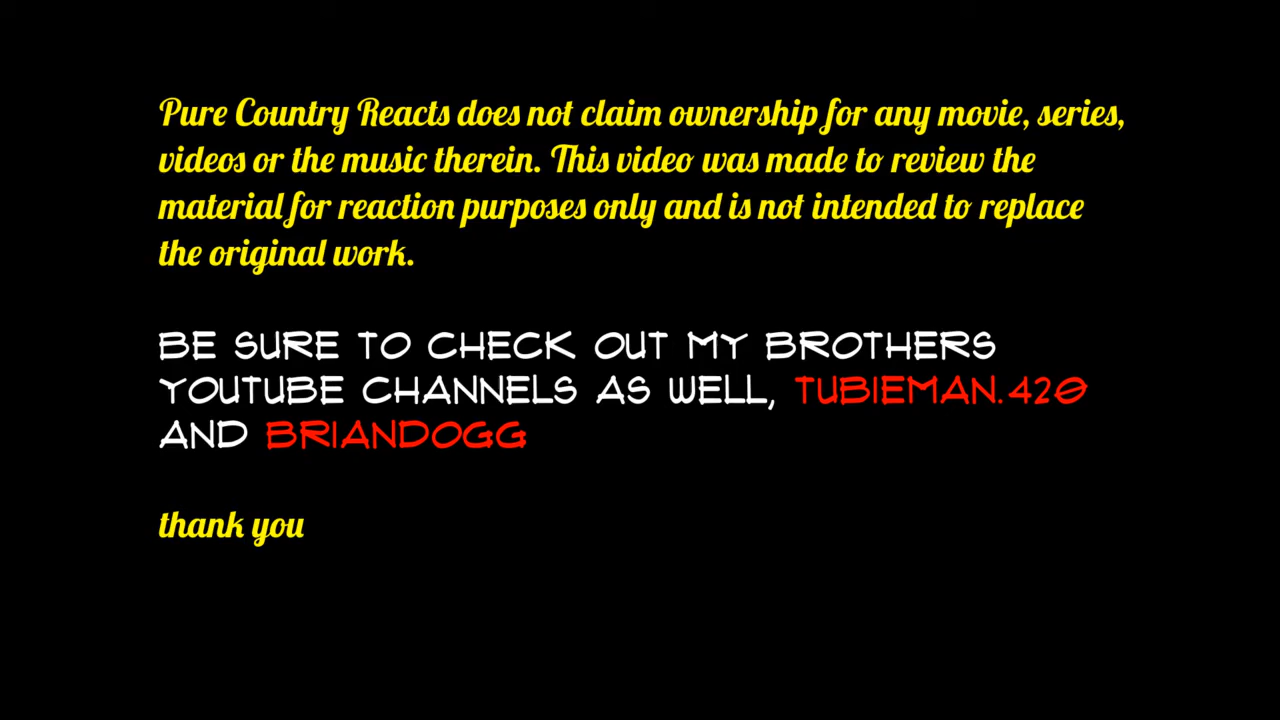 Pure Country Reacts does not claim ownership for any movie, series,
videos or the music therein. This video was made to review the
material for reaction purposes only and is not intended to replace
the original work.
BE SURE TO CHECK OUT MY BROTHERS
YOUTUBE CHANNELS AS WELL, TUBIEMAN.420
AND BRIANDOGG
thank you